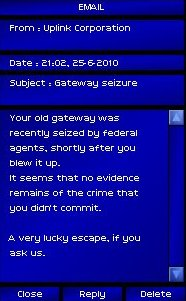 EMAIL
From : Uplink Corporation
Date : 21:02, 25-6-2010
Subject : Gateway seizure
Your old gateway was
recently seized by federal
agents, shortly after you
blew it up.
It seems that no evidence
remains of the crime that
you didn't commit.
A very lucky escape, if you
ask us.
Close Reply Delete